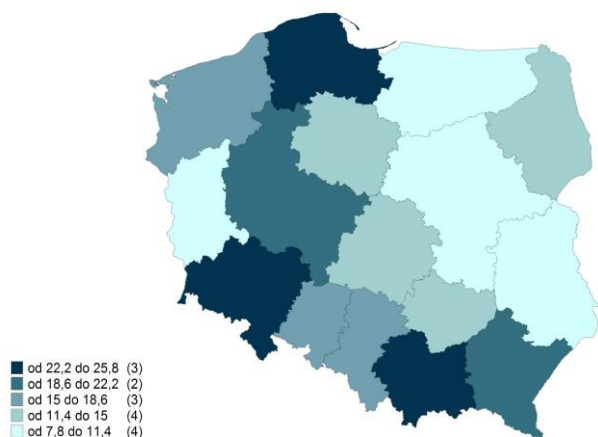 od 22,2 do 25,8 (3)
od 18,6 do 22,2 (2)
od 15 do 18,6 (3)
od 11,4 do 15 (4)
od 7,8 do 11,4 (4)